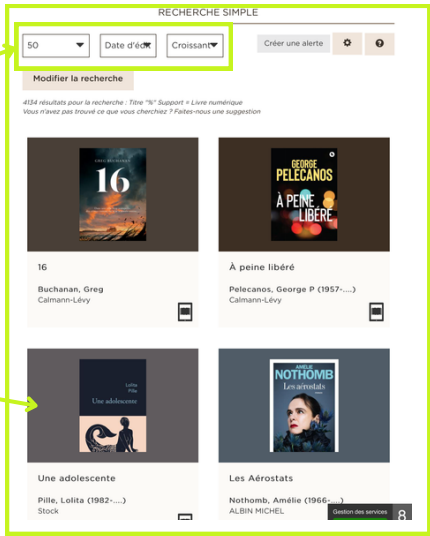 RECHERCHE SIMPLE
50 Date d'édit Croissant Créer une alerte
Modifier la recherche
4134 résultats pour la recherche : Titre "%" Support = Livre numérique
Vous n'avez pas trouvé ce que vous cherchiez ? Faites-nous une suggestion
GREG BUCHANAN
16
GEORGE
PELECANOS
À PEINE
LIBÉRÉ
16
Buchanan, Greg
Calmann-Lévy
À peine libéré
Pelecanos, George P (1957-....)
Calmann-Lévy
Lolita
Pille
Une adolescente
AMÉLIE
NOTHOMB
Les aérostats
Une adolescente
Pille, Lolita (1982-....)
Stock
Les Aérostats
Nothomb, Amélie (1966-....)
ALBIN MICHEL
Gestion des services
8